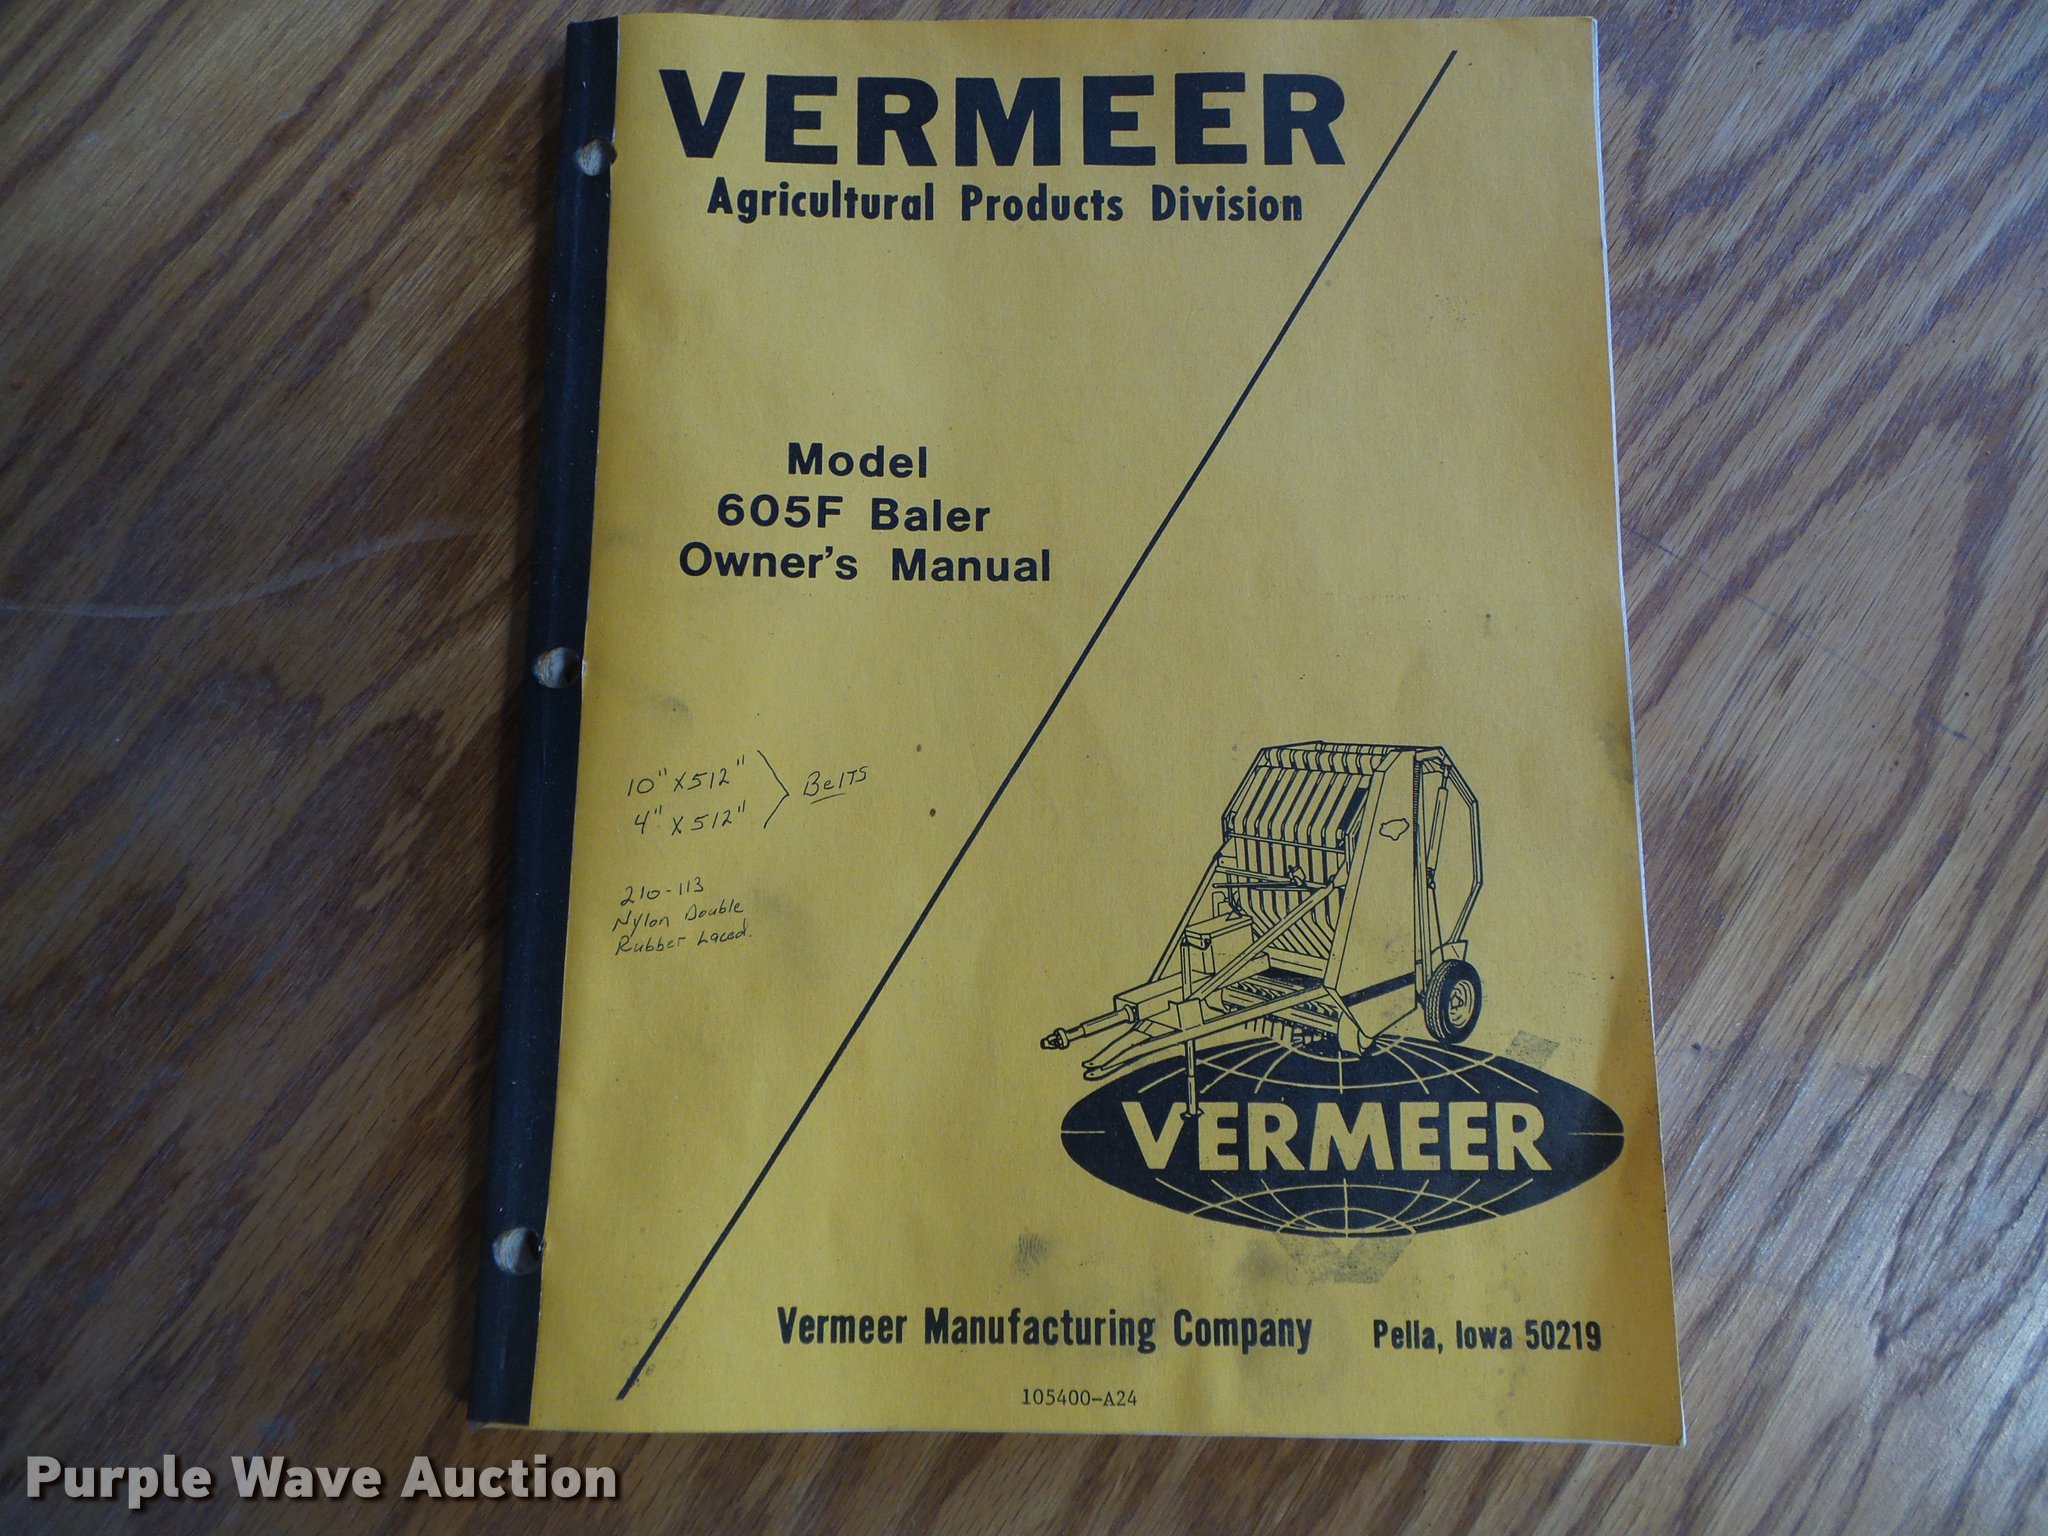 VERMEER
Agricultural Products Division
Model
605F Baler
Owner's Manual
10" X 512"
4" X 512"
Belts
210-113
Nylon Double
Rubber Laced.
VERMEER
Vermeer Manufacturing Company Pella, Iowa 50219
105400-A24
Purple Wave Auction